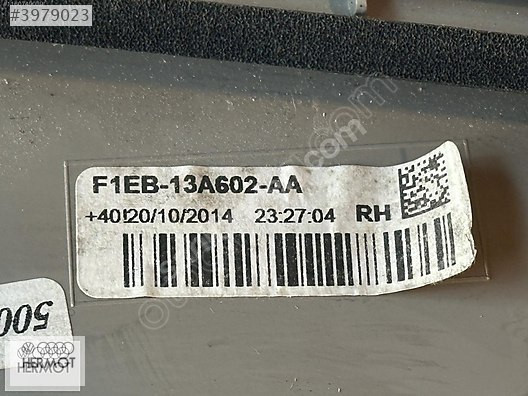 #3979023
F1EB-13A602-AA
+40!20/10/2014 23:27:04 RH
500
HERMOT